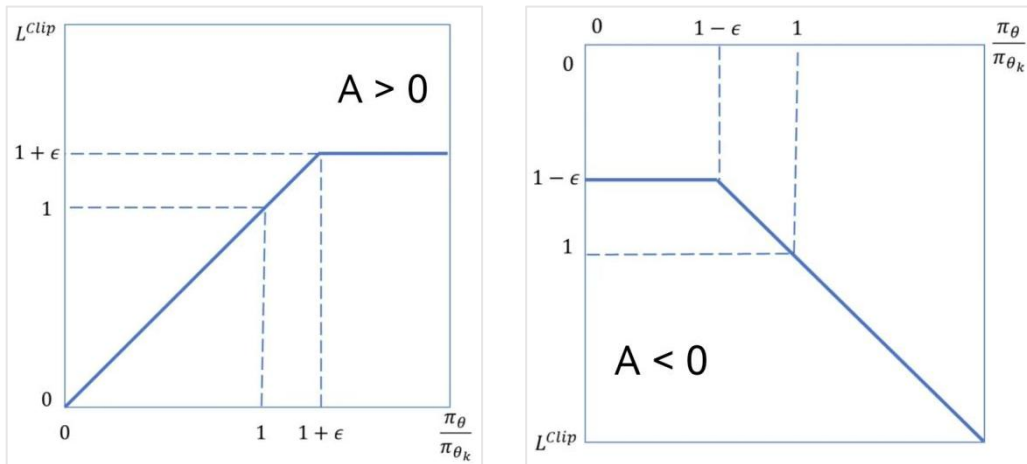 L^{Clip}
A > 0
1 + ϵ
1
0
0 1 1 + ϵ π_θ / π_{θ_k}
0 1 − ϵ 1 π_θ / π_{θ_k}
0
1 − ϵ
1
A < 0
L^{Clip}